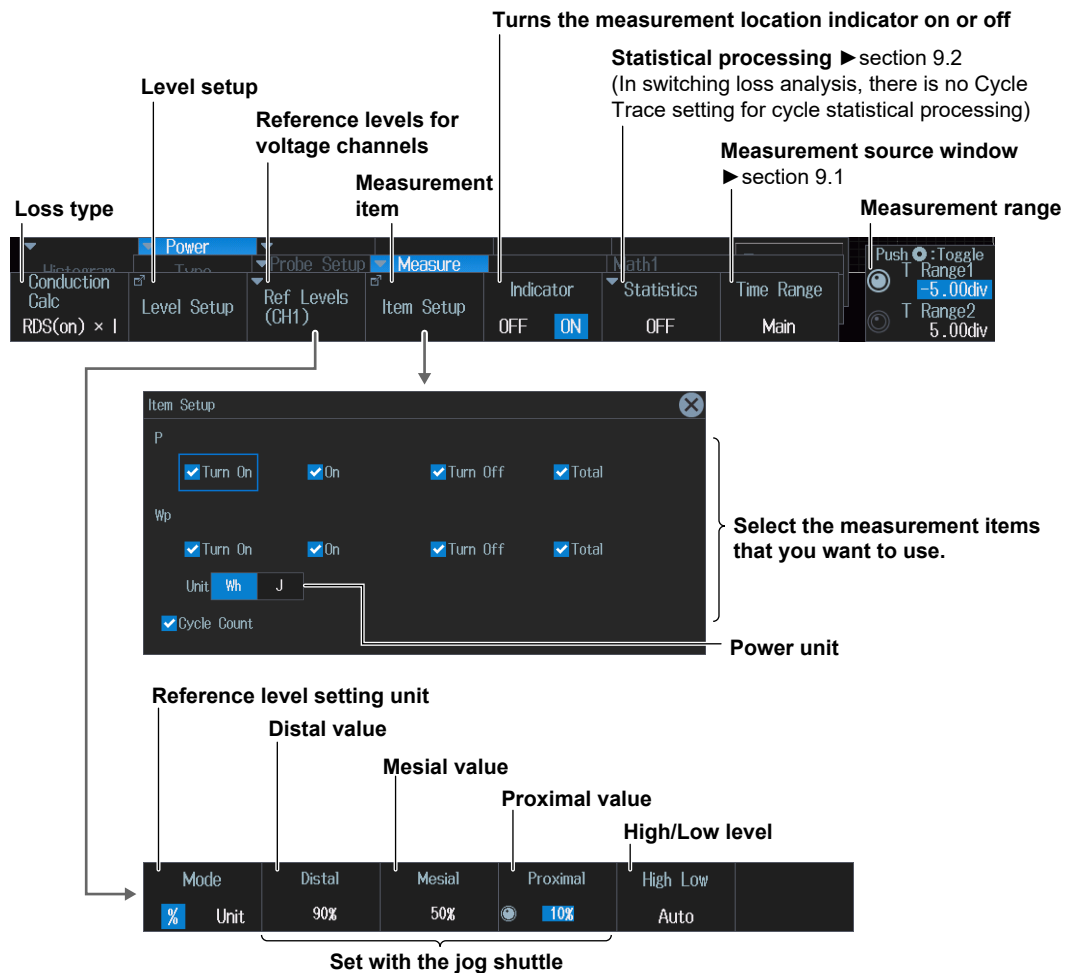 Turns the measurement location indicator on or off
Statistical processing ►section 9.2
(In switching loss analysis, there is no Cycle
Trace setting for cycle statistical processing)
Level setup
Reference levels for
voltage channels
Measurement source window
►section 9.1
Measurement
item
Loss type
Measurement range
Power
Histogram
Type
Probe Setup
Measure
Math1
Conduction
Calc
RDS(on) × I
Level Setup
Ref Levels
(CH1)
Item Setup
Indicator
OFF ON
Statistics
OFF
Time Range
Main
Push :Toggle
T Range1
-5.00div
T Range2
5.00div
Item Setup
P
Turn On On Turn Off Total
Wp
Turn On On Turn Off Total
Unit Wh J
Cycle Count
Select the measurement items
that you want to use.
Power unit
Reference level setting unit
Distal value
Mesial value
Proximal value
High/Low level
Mode Distal Mesial Proximal High Low
% Unit 90% 50% 10% Auto
Set with the jog shuttle